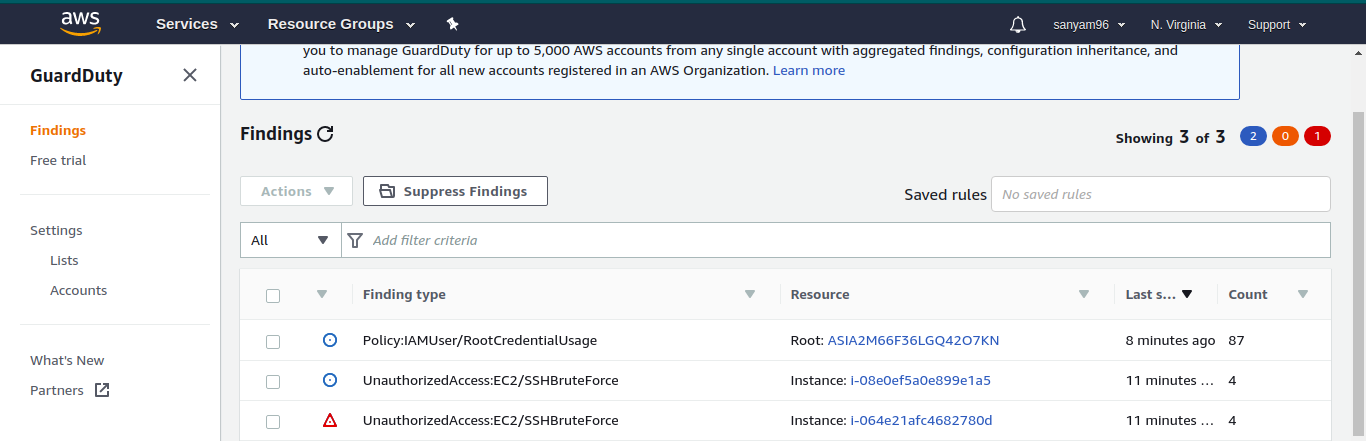 aws Services Resource Groups sanyam96 N. Virginia Support
GuardDuty
you to manage GuardDuty for up to 5,000 AWS accounts from any single account with aggregated findings, configuration inheritance, and
auto-enablement for all new accounts registered in an AWS Organization. Learn more
Findings
Free trial
Settings
Lists
Accounts
What's New
Partners
Findings Showing 3 of 3 2 0 1
Actions Suppress Findings Saved rules No saved rules
All Add filter criteria
Finding type Resource Last s... Count
Policy:IAMUser/RootCredentialUsage Root: ASIA2M66F36LGQ42O7KN 8 minutes ago 87
UnauthorizedAccess:EC2/SSHBruteForce Instance: i-08e0ef5a0e899e1a5 11 minutes ... 4
UnauthorizedAccess:EC2/SSHBruteForce Instance: i-064e21afc4682780d 11 minutes ... 4